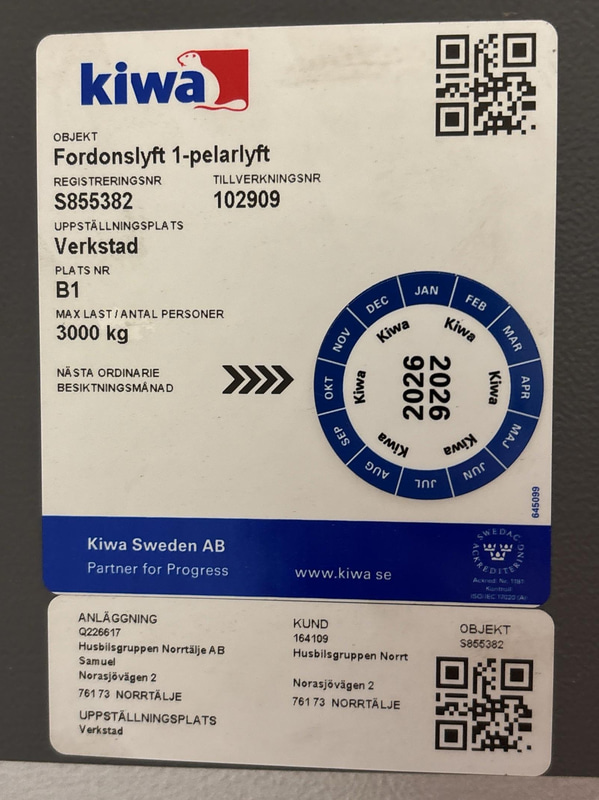 kiwa
OBJEKT
Fordonslyft 1-pelarlyft
REGISTRERINGSNR TILLVERKNINGSNR
S855382 102909
UPPSTÄLLNINGSPLATS
Verkstad
PLATS NR
B1
MAX LAST / ANTAL PERSONER
3000 kg
NÄSTA ORDINARIE
BESIKTNINGSMÅNAD
JAN
FEB
MAR
APR
MAJ
JUN
JUL
AUG
SEP
OKT
NOV
DEC
Kiwa
Kiwa
Kiwa
Kiwa
Kiwa
Kiwa
2026
2026
645099
Kiwa Sweden AB
Partner for Progress
www.kiwa.se
SWEDAC
ACKREDITERING
Kontroll
ANLÄGGNING
Q226617
Husbilsgruppen Norrtälje AB
Samuel
Norasjövägen 2
761 73 NORRTÄLJE
UPPSTÄLLNINGSPLATS
Verkstad
KUND
164109
Husbilsgruppen Norrt
Norasjövägen 2
761 73 NORRTÄLJE
OBJEKT
S855382